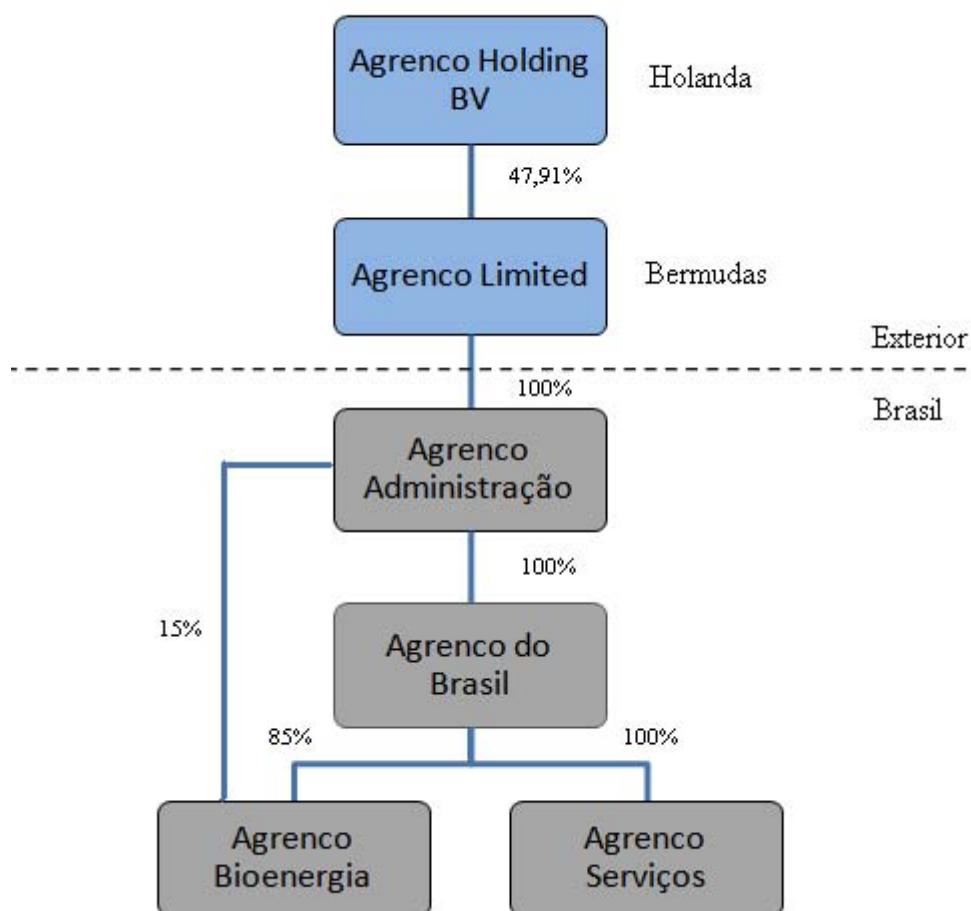 Agrenco Holding
BV
Holanda
47,91%
Agrenco Limited
Bermudas
Exterior
100%
Brasil
Agrenco
Administração
100%
15%
Agrenco do
Brasil
85%
100%
Agrenco
Bioenergia
Agrenco
Serviços